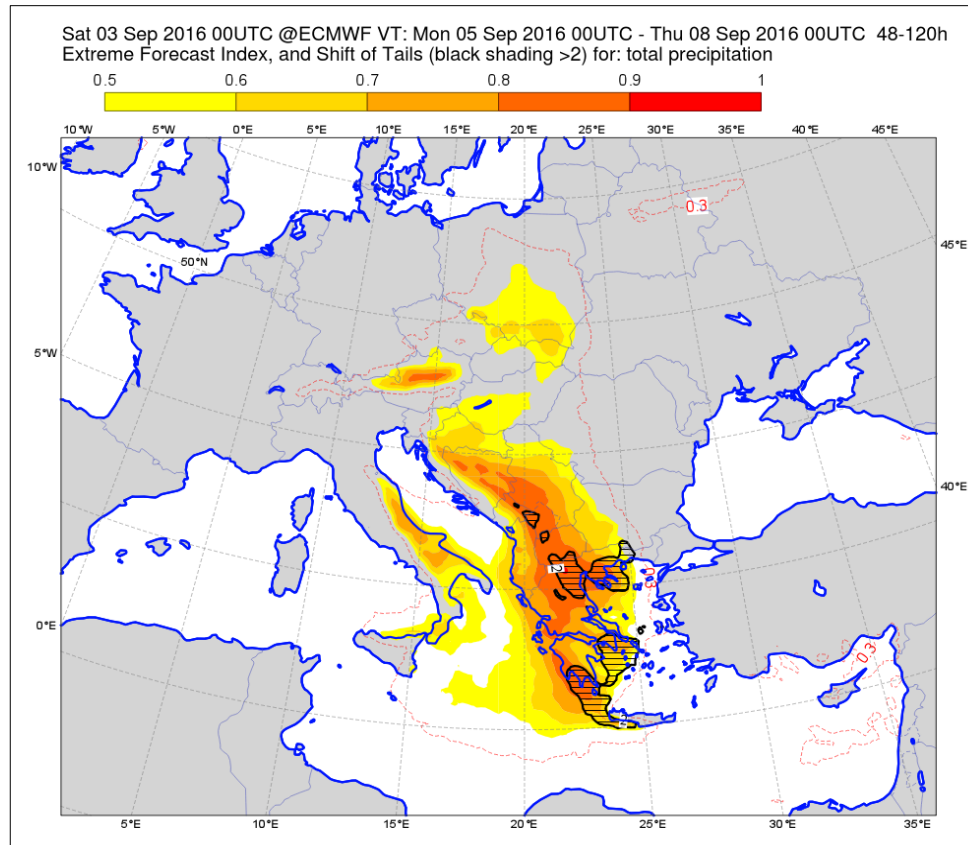 Sat 03 Sep 2016 00UTC @ECMWF VT: Mon 05 Sep 2016 00UTC - Thu 08 Sep 2016 00UTC 48-120h
Extreme Forecast Index, and Shift of Tails (black shading >2) for: total precipitation
0.5 0.6 0.7 0.8 0.9 1
10°W 5°W 0°E 5°E 10°E 15°E 20°E 25°E 30°E 35°E 40°E 45°E
10°W
0.3
45°E
50°N
5°W
40°E
2
0.3
0°E
0.3
2
5°E 10°E 15°E 20°E 25°E 30°E 35°E